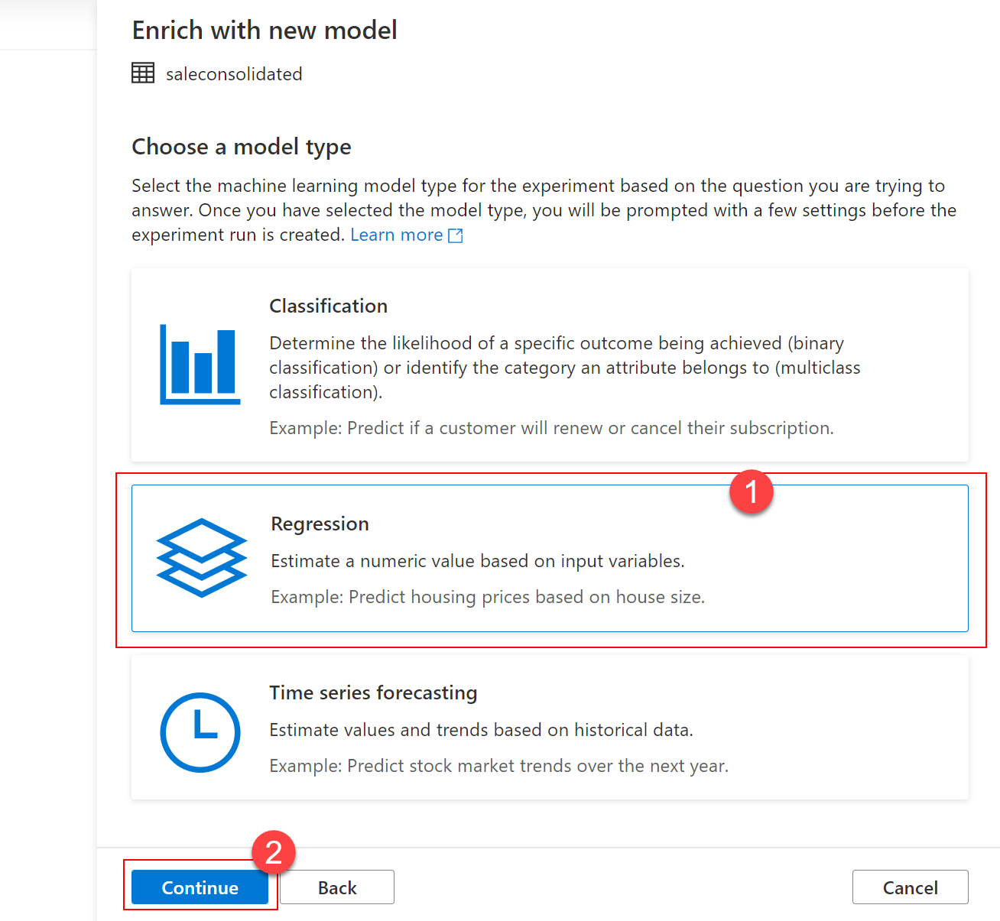 Enrich with new model
saleconsolidated
Choose a model type
Select the machine learning model type for the experiment based on the question you are trying to
answer. Once you have selected the model type, you will be prompted with a few settings before the
experiment run is created. Learn more
Classification
Determine the likelihood of a specific outcome being achieved (binary
classification) or identify the category an attribute belongs to (multiclass
classification).
Example: Predict if a customer will renew or cancel their subscription.
1
Regression
Estimate a numeric value based on input variables.
Example: Predict housing prices based on house size.
Time series forecasting
Estimate values and trends based on historical data.
Example: Predict stock market trends over the next year.
2
Continue Back Cancel